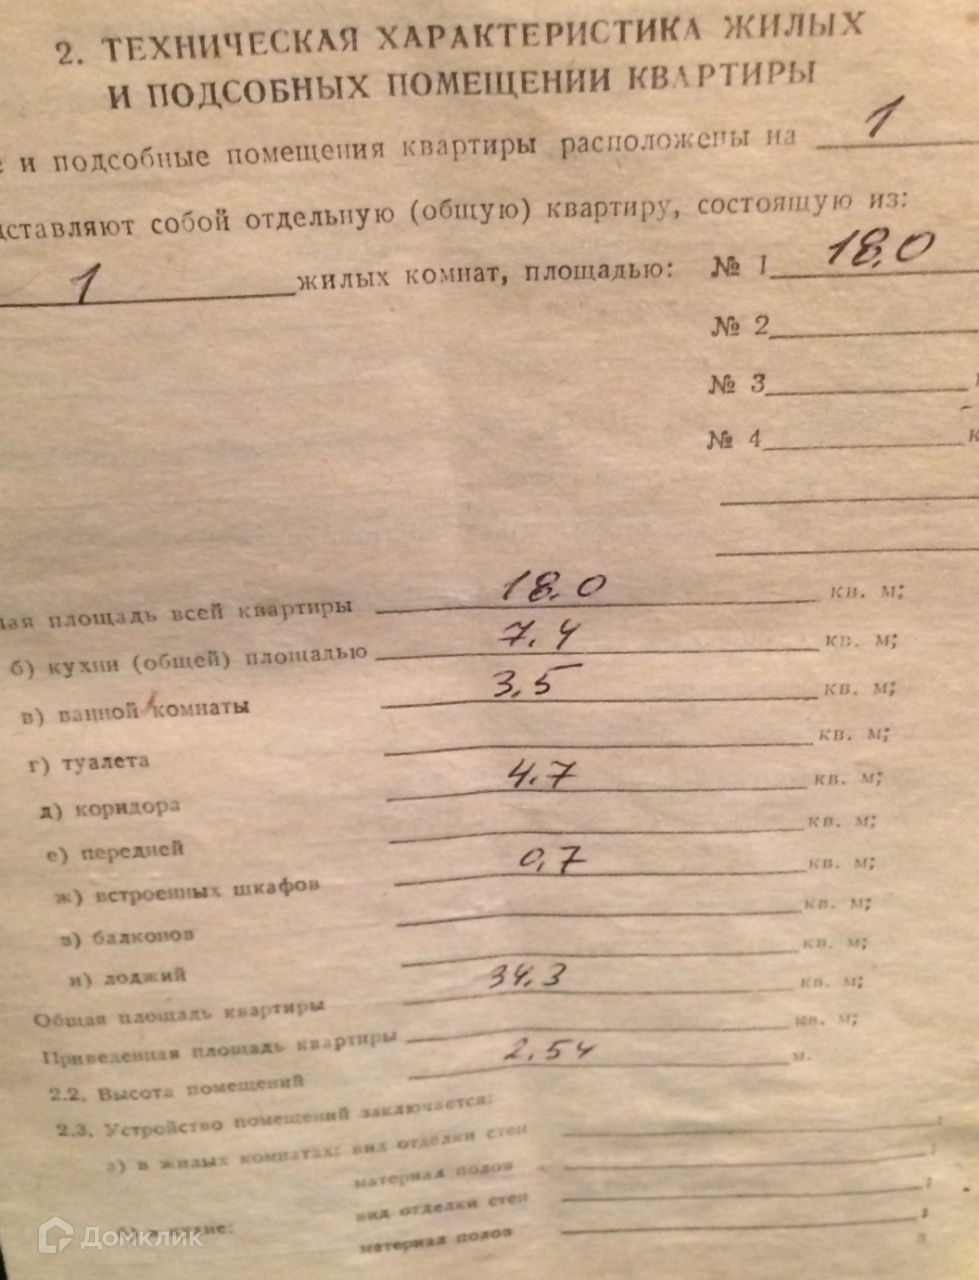 2. ТЕХНИЧЕСКАЯ ХАРАКТЕРИСТИКА ЖИЛЫХ
И ПОДСОБНЫХ ПОМЕЩЕНИИ КВАРТИРЫ
е и подсобные помещения квартиры расположены на 1
дставляют собой отдельную (общую) квартиру, состоящую из:
1 жилых комнат, площадью: № 1 18,0
№ 2
№ 3
№ 4 к
лая площадь всей квартиры 18,0 кв. м;
б) кухни (общей) площадью 7,4 кв. м;
в) ванной комнаты 3,5 кв. м;
г) туалета кв. м;
д) коридора 4,7 кв. м;
е) передней кв. м;
ж) встроенных шкафов 0,7 кв. м;
з) балконов кв. м;
и) лоджий кв. м;
Общая площадь квартиры 34,3 кв. м;
Приведенная площадь квартиры кв. м;
2.2. Высота помещений 2,54 м.
2.3. Устройство помещений заключается:
а) в жилых комнатах: вид отделки стен ;
материал полов ;
вид отделки стен ;
материал полов ;
Домклик